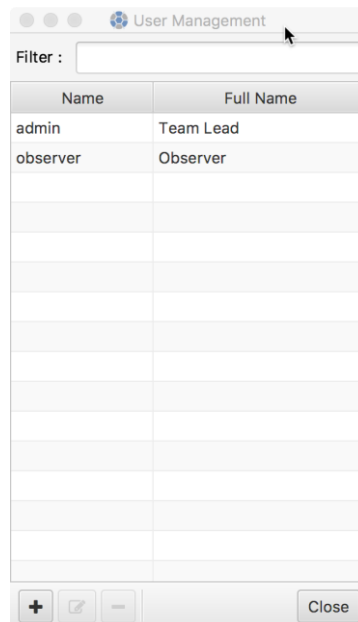 User Management
Filter :
Name Full Name
admin Team Lead
observer Observer
Close